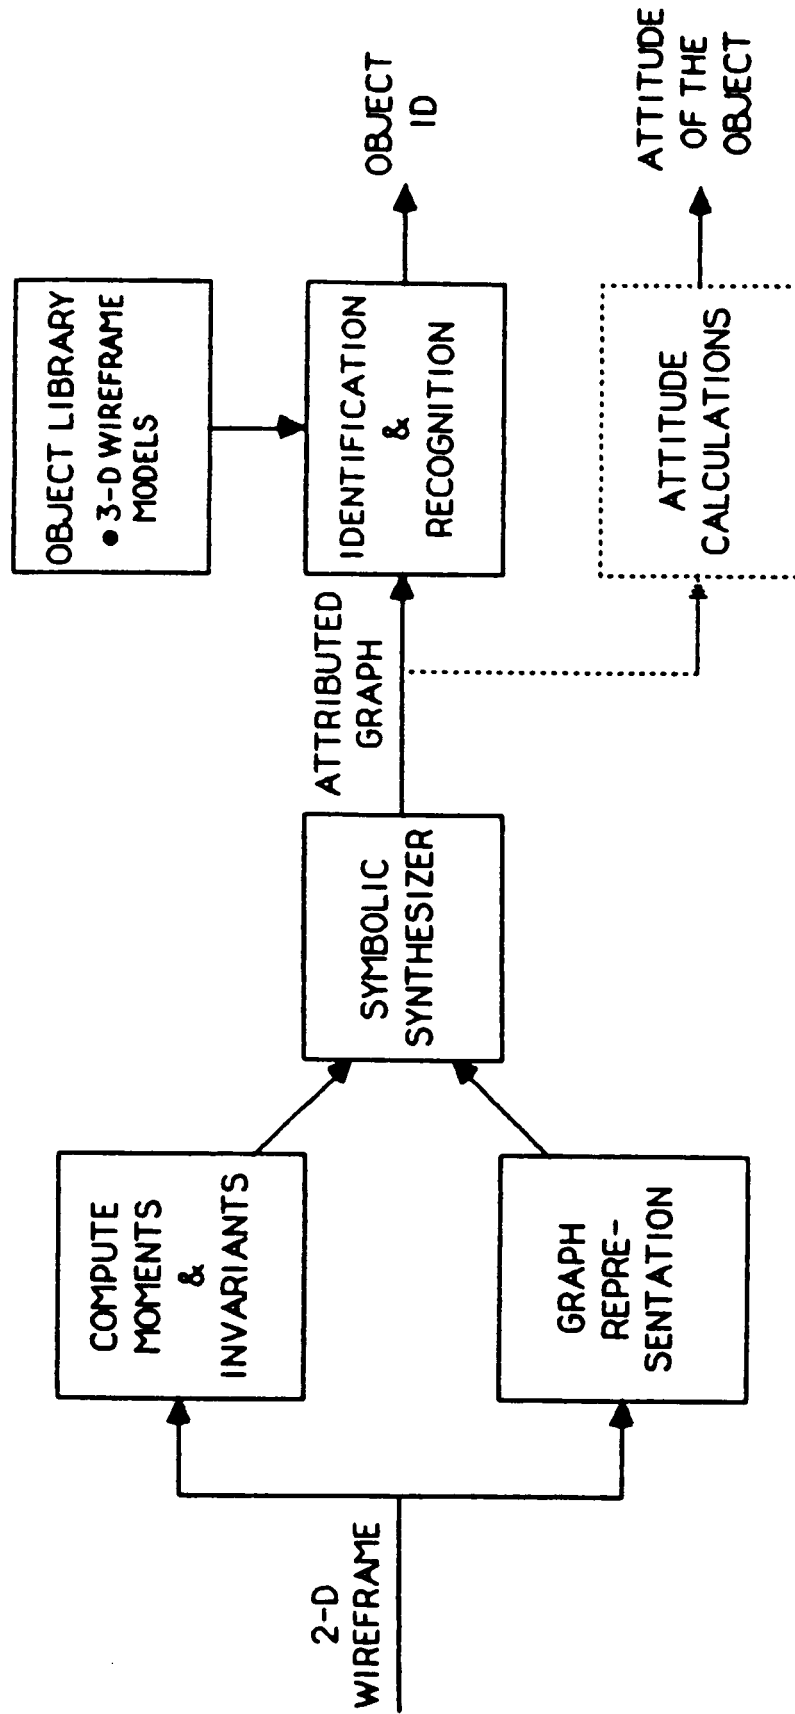 2-D
WIREFRAME
COMPUTE
MOMENTS
&
INVARIANTS
GRAPH
REPRE-
SENTATION
SYMBOLIC
SYNTHESIZER
ATTRIBUTED
GRAPH
OBJECT LIBRARY
● 3-D WIREFRAME
MODELS
IDENTIFICATION
&
RECOGNITION
OBJECT
ID
ATTITUDE
CALCULATIONS
ATTITUDE
OF THE
OBJECT